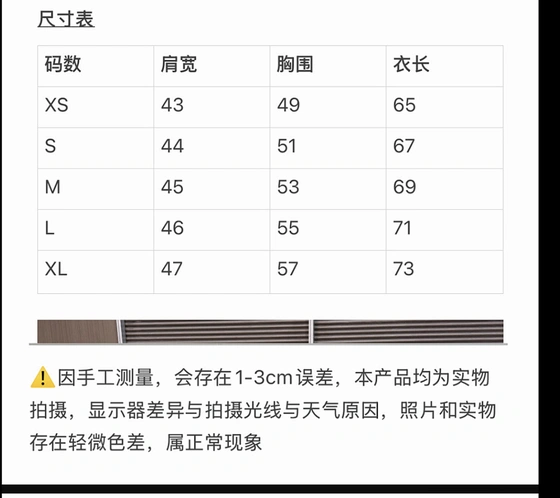 尺寸表
码数 肩宽 胸围 衣长
XS 43 49 65
S 44 51 67
M 45 53 69
L 46 55 71
XL 47 57 73
⚠️因手工测量，会存在1-3cm误差，本产品均为实物
拍摄，显示器差异与拍摄光线与天气原因，照片和实物
存在轻微色差，属正常现象